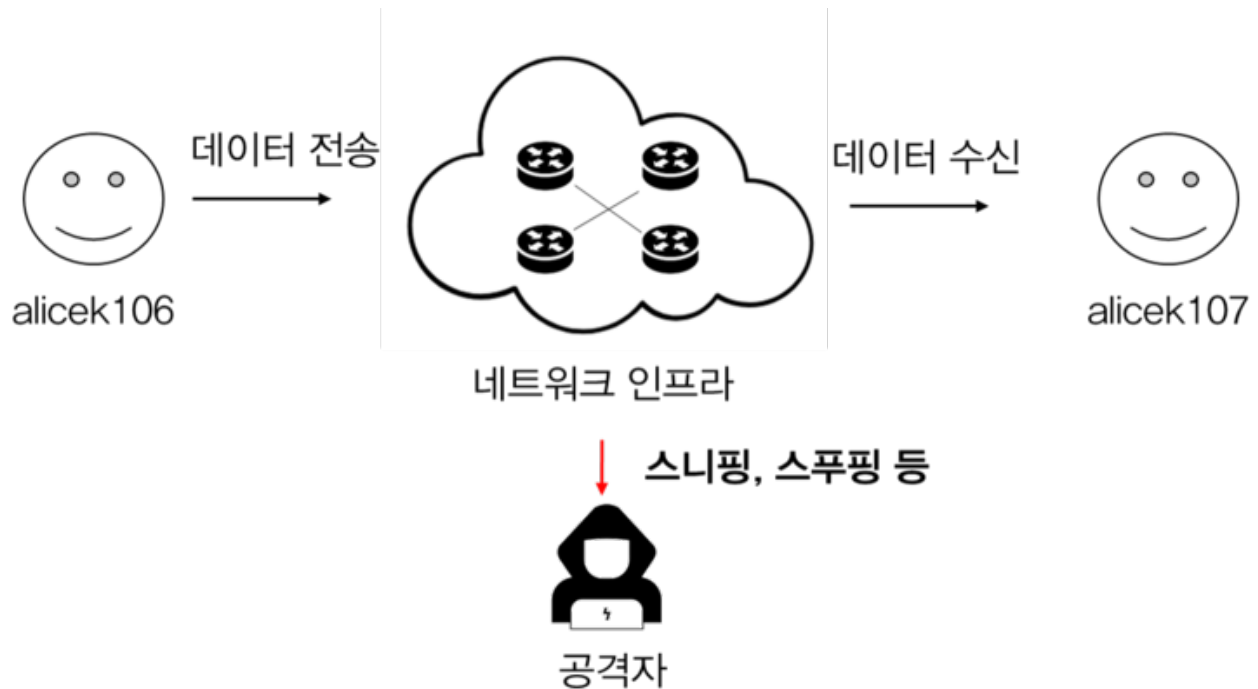 데이터 전송
데이터 수신
alicek106
alicek107
네트워크 인프라
스니핑, 스푸핑 등
공격자